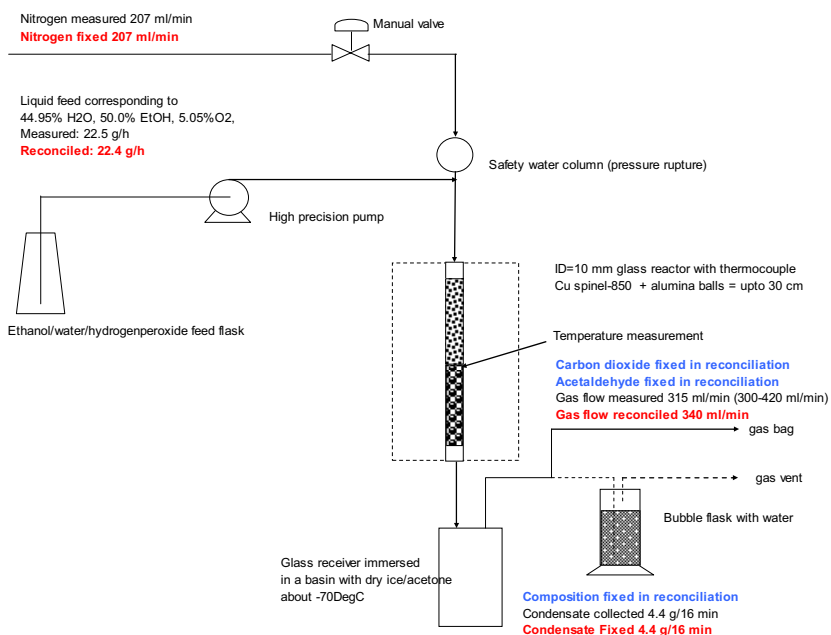 Nitrogen measured 207 ml/min
Nitrogen fixed 207 ml/min
Manual valve
Liquid feed corresponding to
44.95% H2O, 50.0% EtOH, 5.05%O2,
Measured: 22.5 g/h
Reconciled: 22.4 g/h
Safety water column (pressure rupture)
High precision pump
ID=10 mm glass reactor with thermocouple
Cu spinel-850 + alumina balls = upto 30 cm
Ethanol/water/hydrogenperoxide feed flask
Temperature measurement
Carbon dioxide fixed in reconciliation
Acetaldehyde fixed in reconciliation
Gas flow measured 315 ml/min (300-420 ml/min)
Gas flow reconciled 340 ml/min
gas bag
gas vent
Bubble flask with water
Glass receiver immersed
in a basin with dry ice/acetone
about -70DegC
Composition fixed in reconciliation
Condensate collected 4.4 g/16 min
Condensate Fixed 4.4 g/16 min